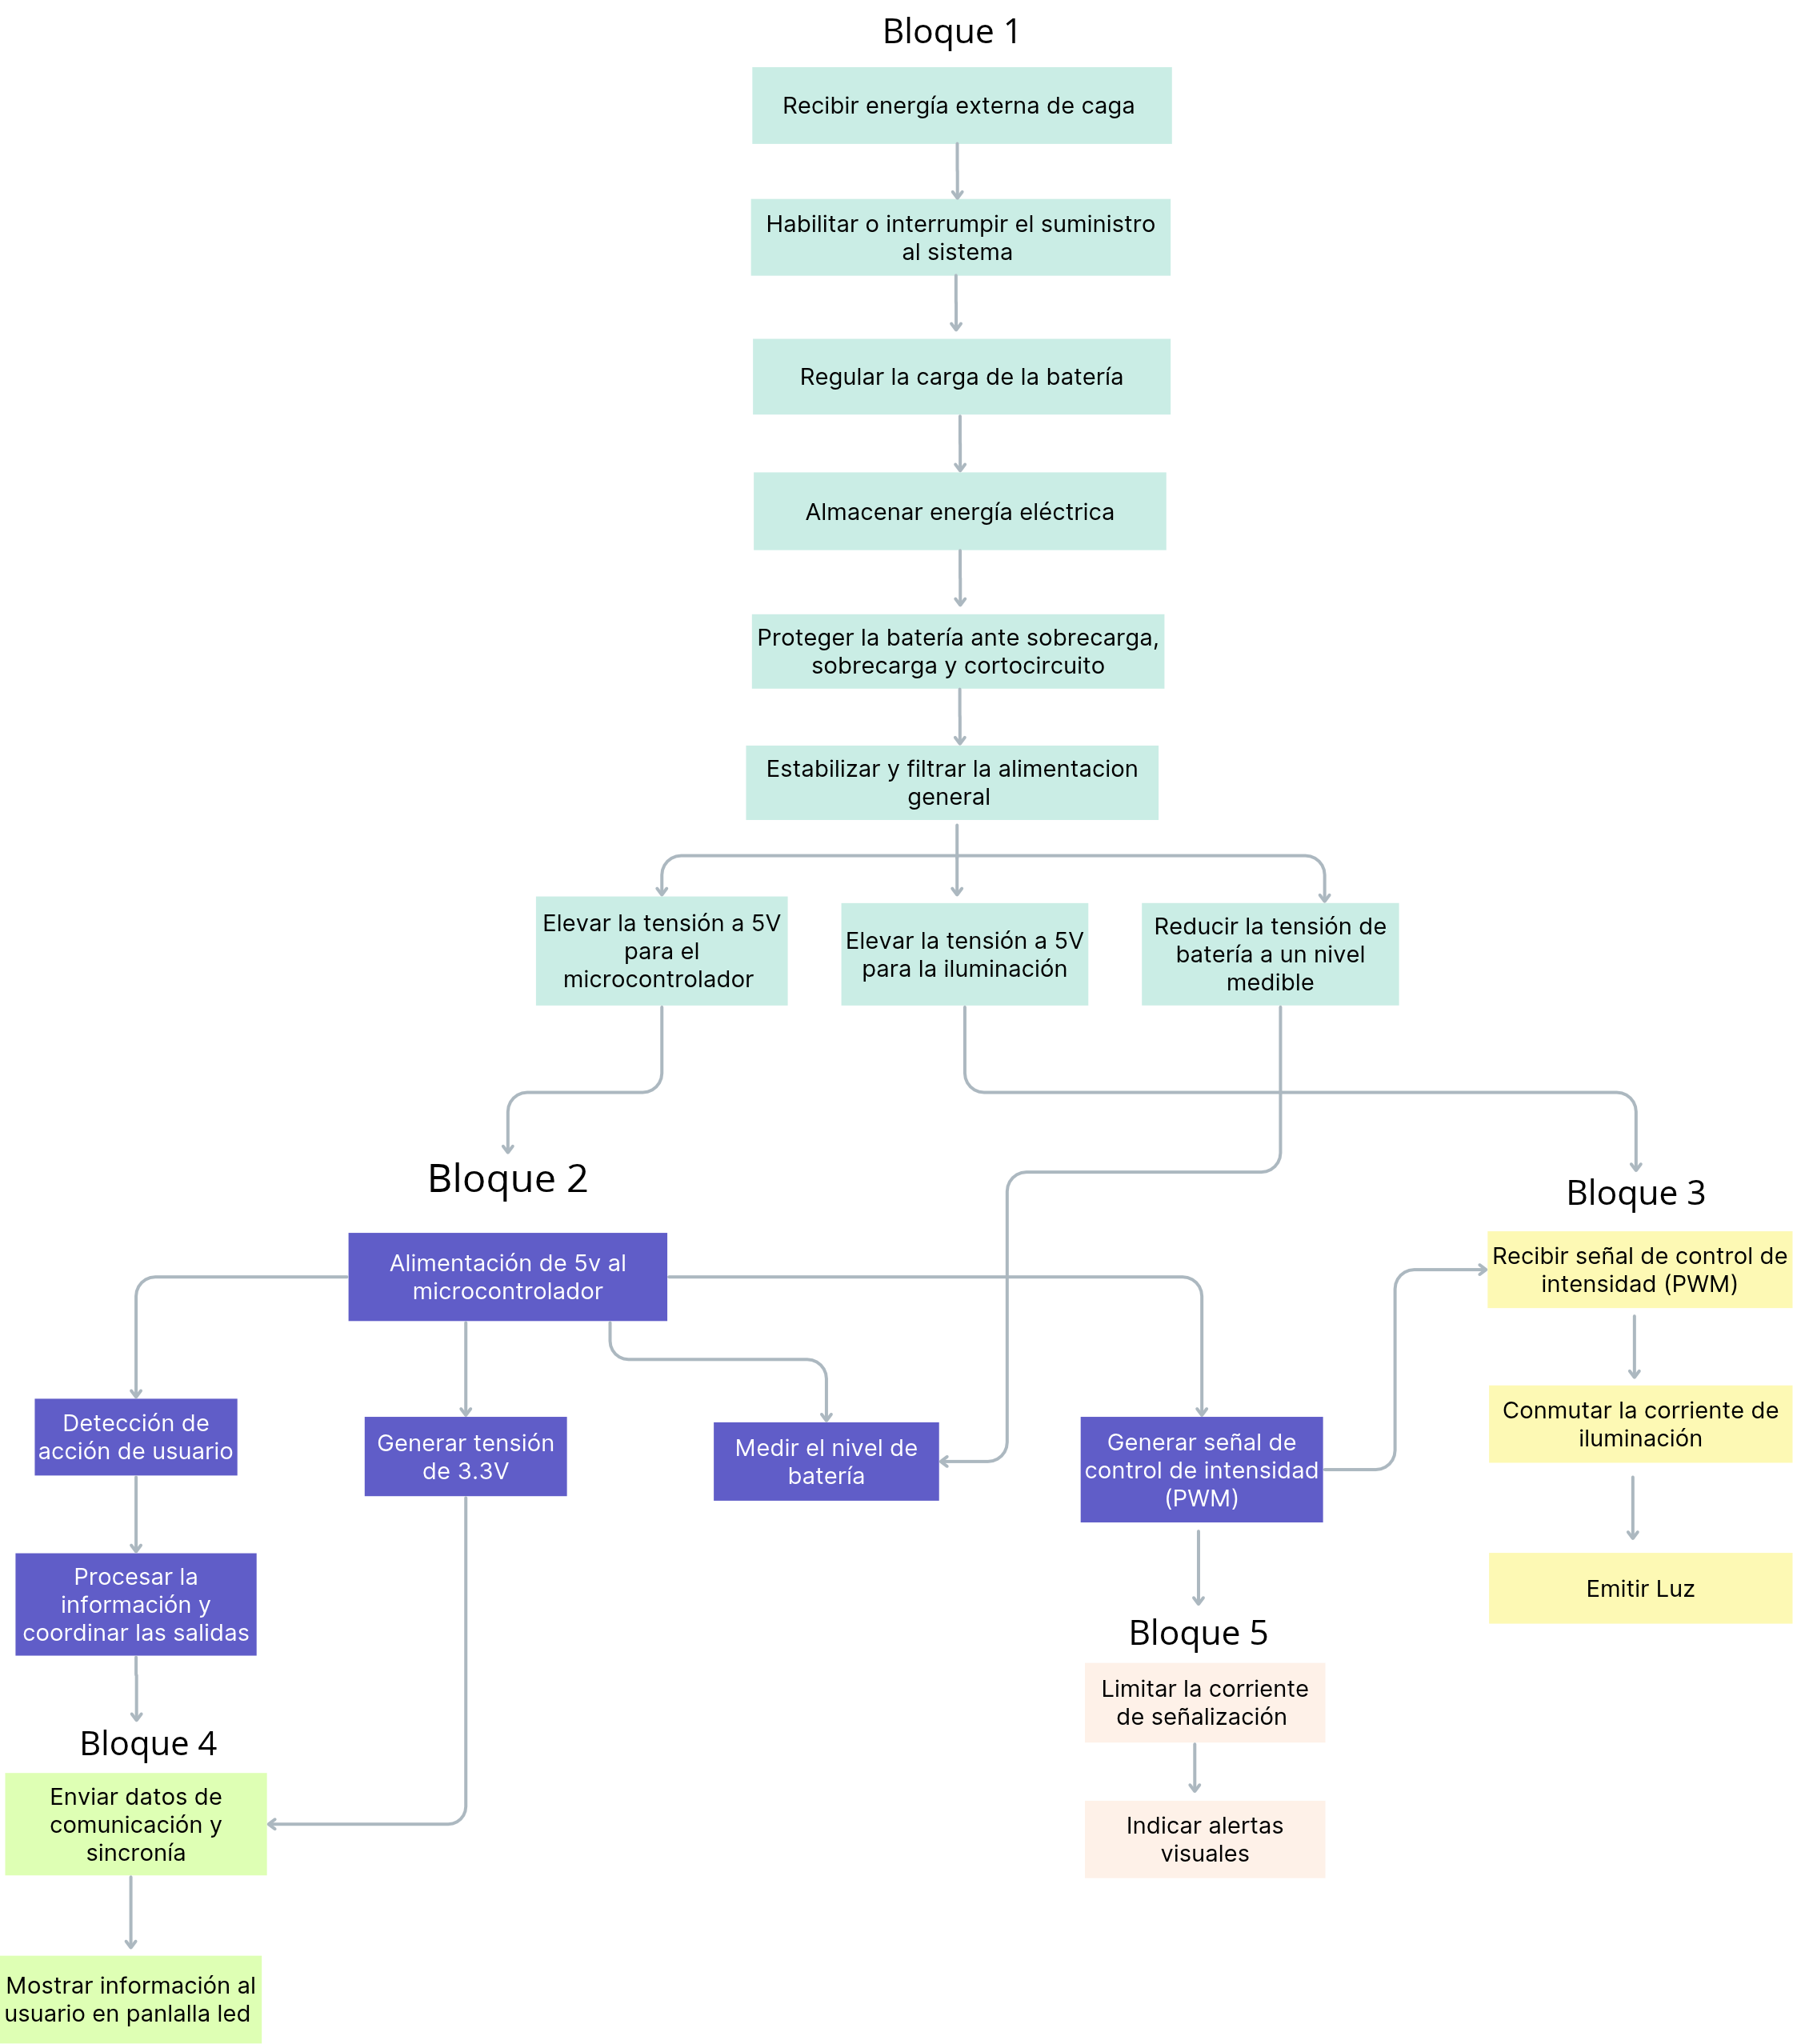 Bloque 1
Recibir energía externa de caga
Habilitar o interrumpir el suministro
al sistema
Regular la carga de la batería
Almacenar energía eléctrica
Proteger la batería ante sobrecarga,
sobrecarga y cortocircuito
Estabilizar y filtrar la alimentacion
general
Elevar la tensión a 5V
para el
microcontrolador
Elevar la tensión a 5V
para la iluminación
Reducir la tensión de
batería a un nivel
medible
Bloque 2
Alimentación de 5v al
microcontrolador
Detección de
acción de usuario
Generar tensión
de 3.3V
Medir el nivel de
batería
Generar señal de
control de intensidad
(PWM)
Procesar la
información y
coordinar las salidas
Bloque 3
Recibir señal de control de
intensidad (PWM)
Conmutar la corriente de
iluminación
Emitir Luz
Bloque 4
Enviar datos de
comunicación y
sincronía
Mostrar información al
usuario en panlalla led
Bloque 5
Limitar la corriente
de señalización
Indicar alertas
visuales